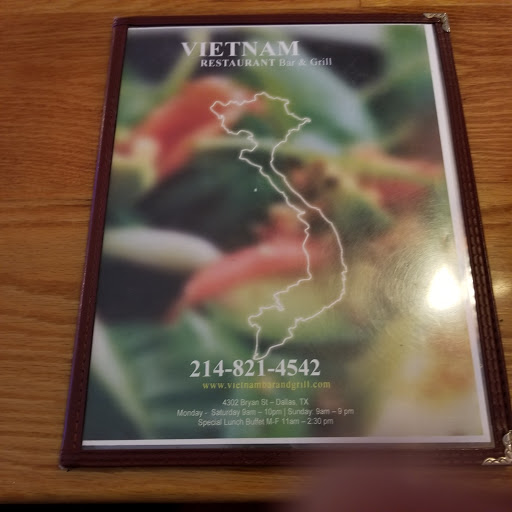 VIETNAM
RESTAURANT Bar & Grill
214-821-4542
www.vietnambarandgrill.com
4302 Bryan St – Dallas, TX
Monday - Saturday 9am – 10pm | Sunday 9am – 9 pm
Special Lunch Buffet M-F 11am – 2:30 pm